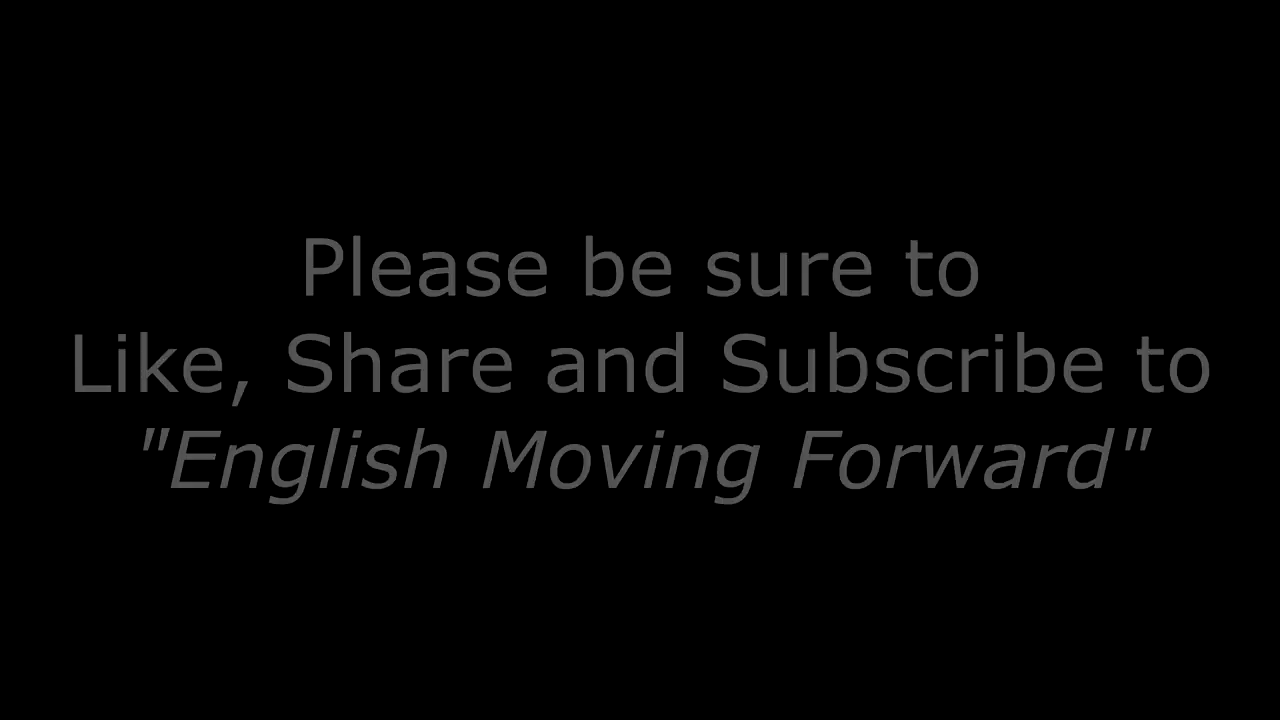 Please be sure to
Like, Share and Subscribe to
"English Moving Forward"